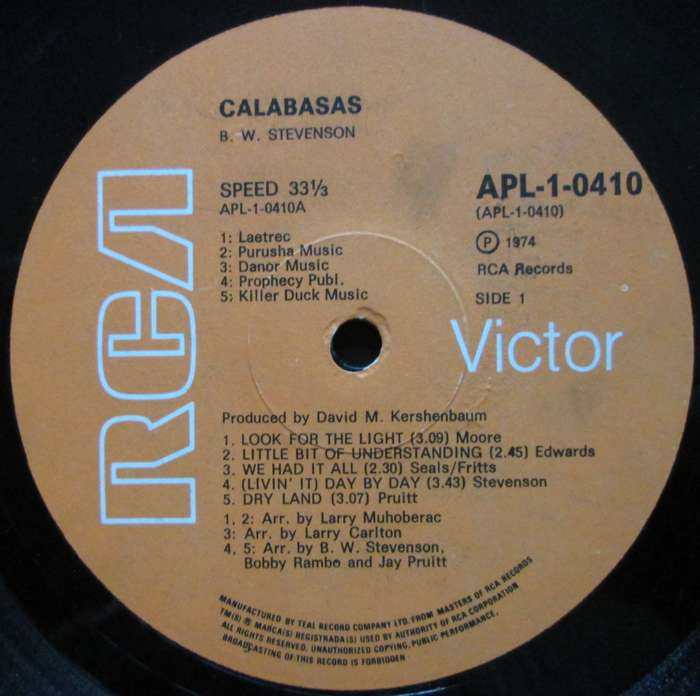 CALABASAS
B. W. STEVENSON
RCA
SPEED 33⅓
APL-1-0410A
APL-1-0410
(APL-1-0410)
1: Laetrec
2: Purusha Music
3: Danor Music
4: Prophecy Publ.
5: Killer Duck Music
Ⓟ 1974
RCA Records
SIDE 1
Victor
Produced by David M. Kershenbaum
1. LOOK FOR THE LIGHT (3.09) Moore
2. LITTLE BIT OF UNDERSTANDING (2.45) Edwards
3. WE HAD IT ALL (2.30) Seals/Fritts
4. (LIVIN' IT) DAY BY DAY (3.43) Stevenson
5. DRY LAND (3.07) Pruitt
1, 2: Arr. by Larry Muhoberac
3: Arr. by Larry Carlton
4, 5: Arr. by B. W. Stevenson,
Bobby Rambo and Jay Pruitt
MANUFACTURED BY TEAL RECORD COMPANY LTD. FROM MASTERS OF RCA RECORDS
TM(S) ® MARCA(S) REGISTRADA(S) USED BY AUTHORITY OF RCA CORPORATION
ALL RIGHTS RESERVED. UNAUTHORIZED COPYING, PUBLIC PERFORMANCE,
BROADCASTING OF THIS RECORD IS FORBIDDEN